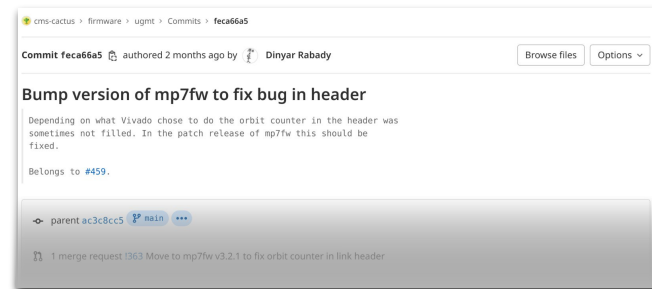 cms-cactus > firmware > ugmt > Commits > feca66a5
Commit feca66a5 authored 2 months ago by Dinyar Rabady
Browse files
Options
Bump version of mp7fw to fix bug in header
Depending on what Vivado chose to do the orbit counter in the header was
sometimes not filled. In the patch release of mp7fw this should be
fixed.
Belongs to #459.
parent ac3c8cc5 main •••
1 merge request !363 Move to mp7fw v3.2.1 to fix orbit counter in link header